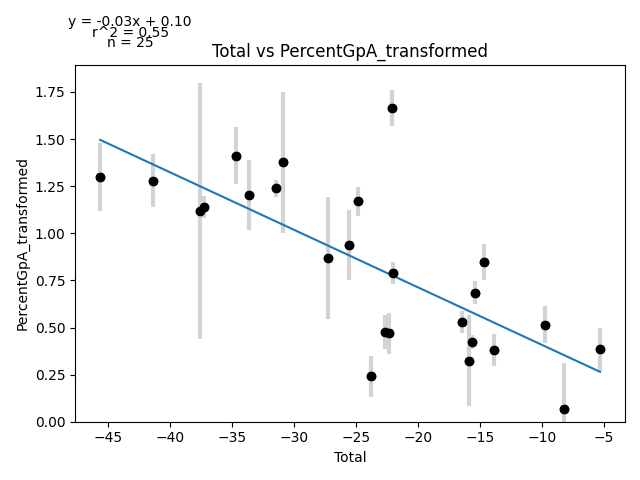 y = -0.03x + 0.10
r^2 = 0.55
n = 25
Total vs PercentGpA_transformed
PercentGpA_transformed
1.75
1.50
1.25
1.00
0.75
0.50
0.25
0.00
−45 −40 −35 −30 −25 −20 −15 −10 −5
Total